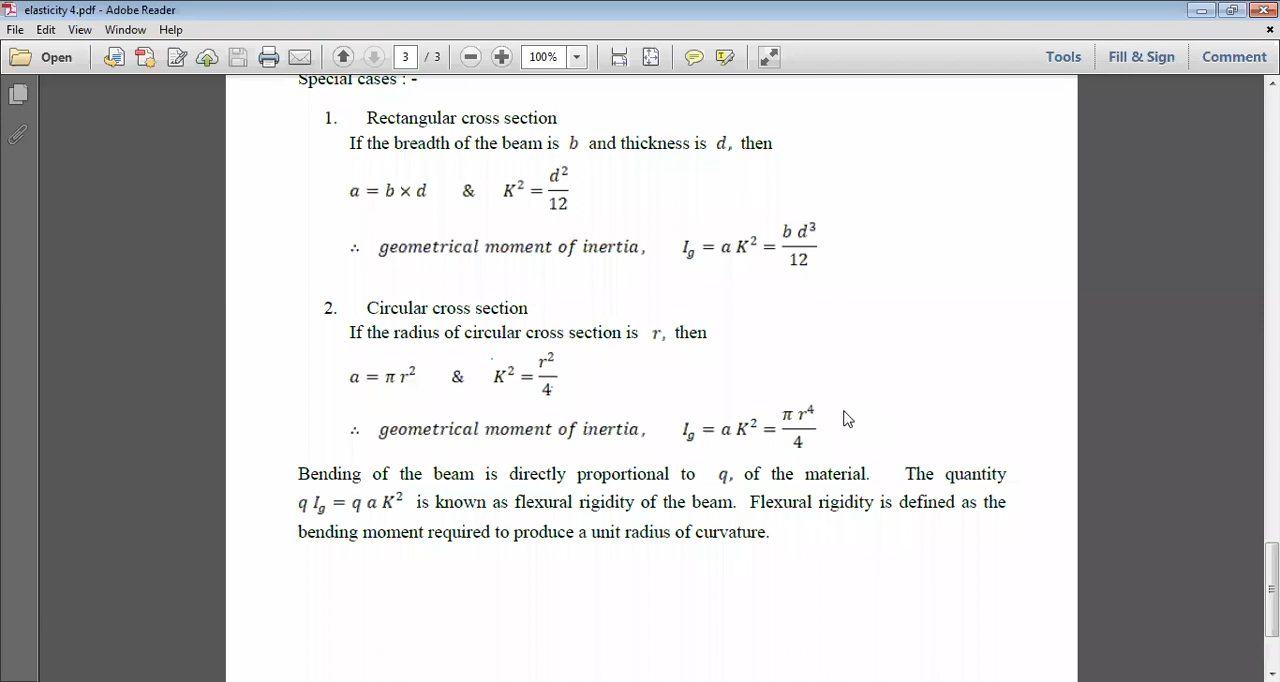 elasticity 4.pdf - Adobe Reader
File Edit View Window Help
Open 3 / 3 100% Tools Fill & Sign Comment
Special cases : -
1. Rectangular cross section
If the breadth of the beam is b and thickness is d, then
a = b × d & K² = d²/12
∴ geometrical moment of inertia, I_g = a K² = b d³/12
2. Circular cross section
If the radius of circular cross section is r, then
a = π r² & K² = r²/4
∴ geometrical moment of inertia, I_g = a K² = π r⁴/4
Bending of the beam is directly proportional to q, of the material. The quantity
q I_g = q a K² is known as flexural rigidity of the beam. Flexural rigidity is defined as the
bending moment required to produce a unit radius of curvature.